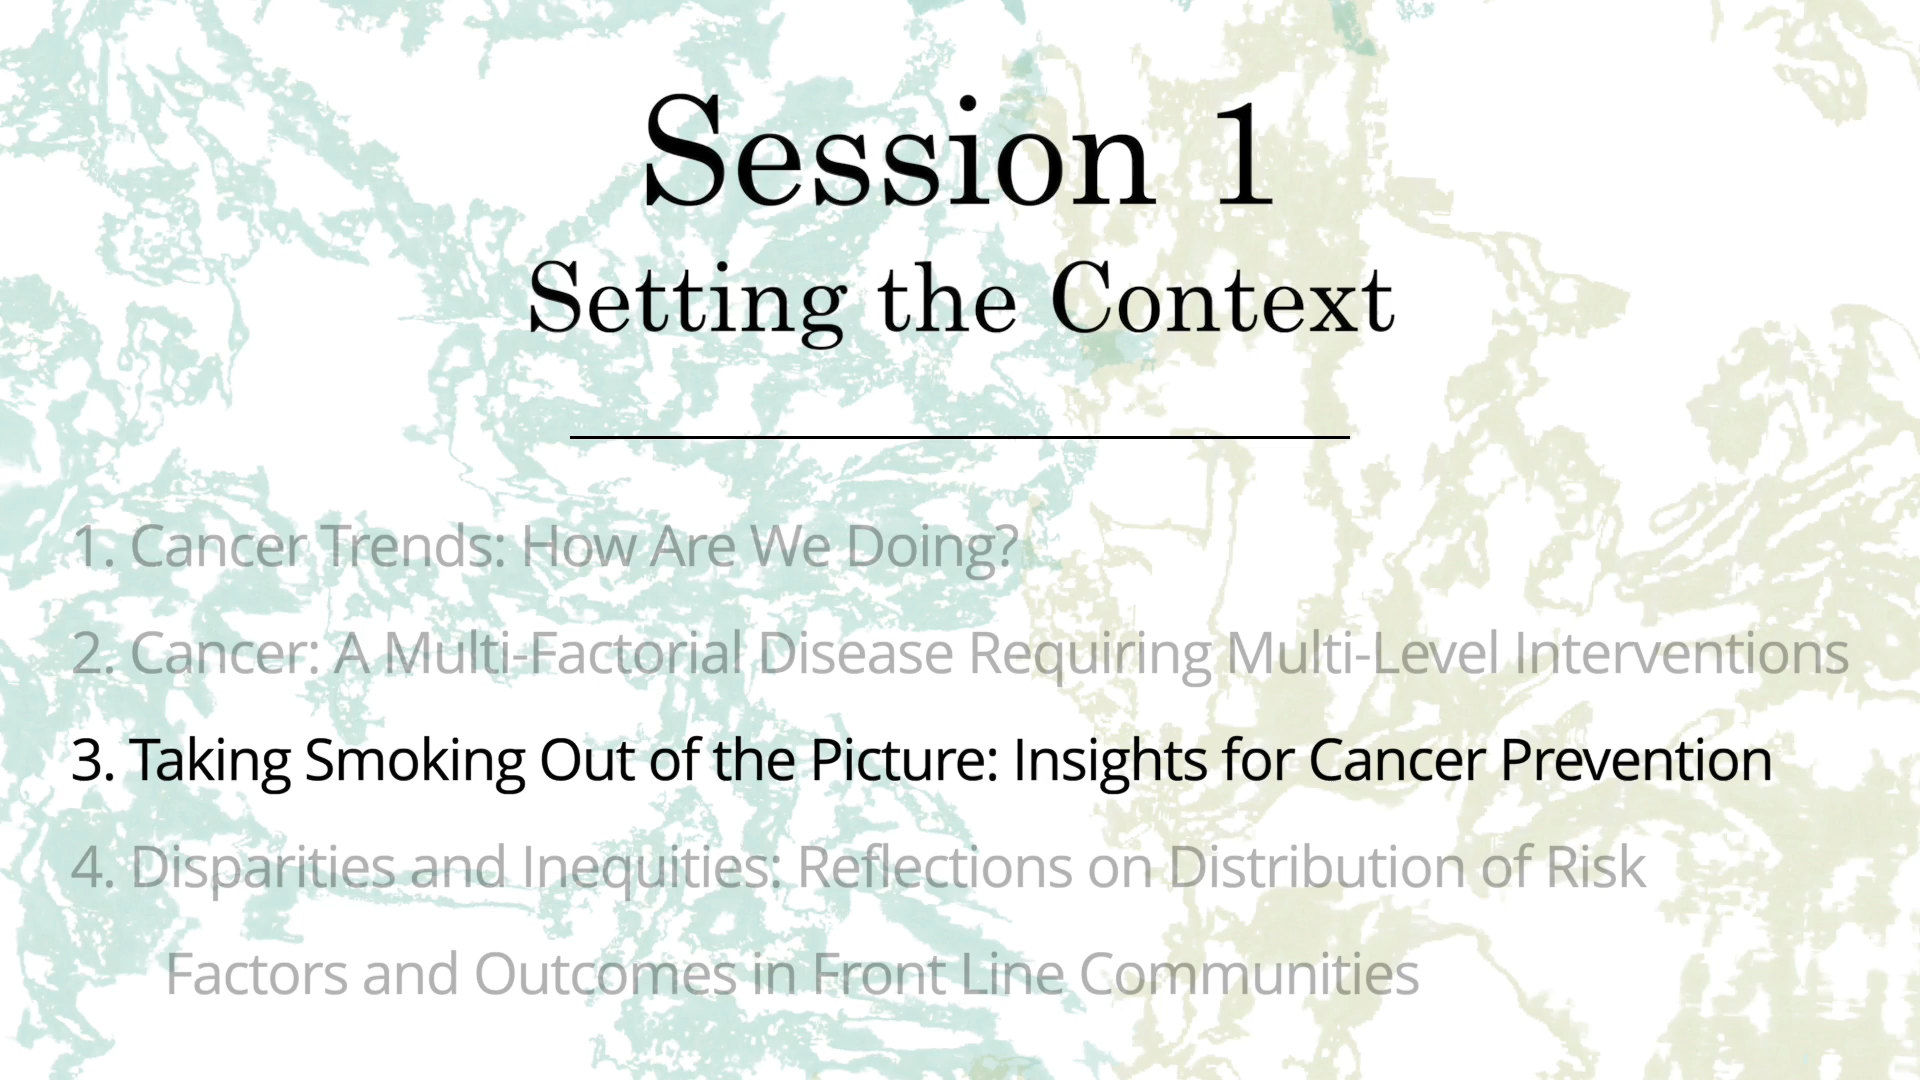 Session 1
Setting the Context
1. Cancer Trends: How Are We Doing?
2. Cancer: A Multi-Factorial Disease Requiring Multi-Level Interventions
3. Taking Smoking Out of the Picture: Insights for Cancer Prevention
4. Disparities and Inequities: Reflections on Distribution of Risk
Factors and Outcomes in Front Line Communities